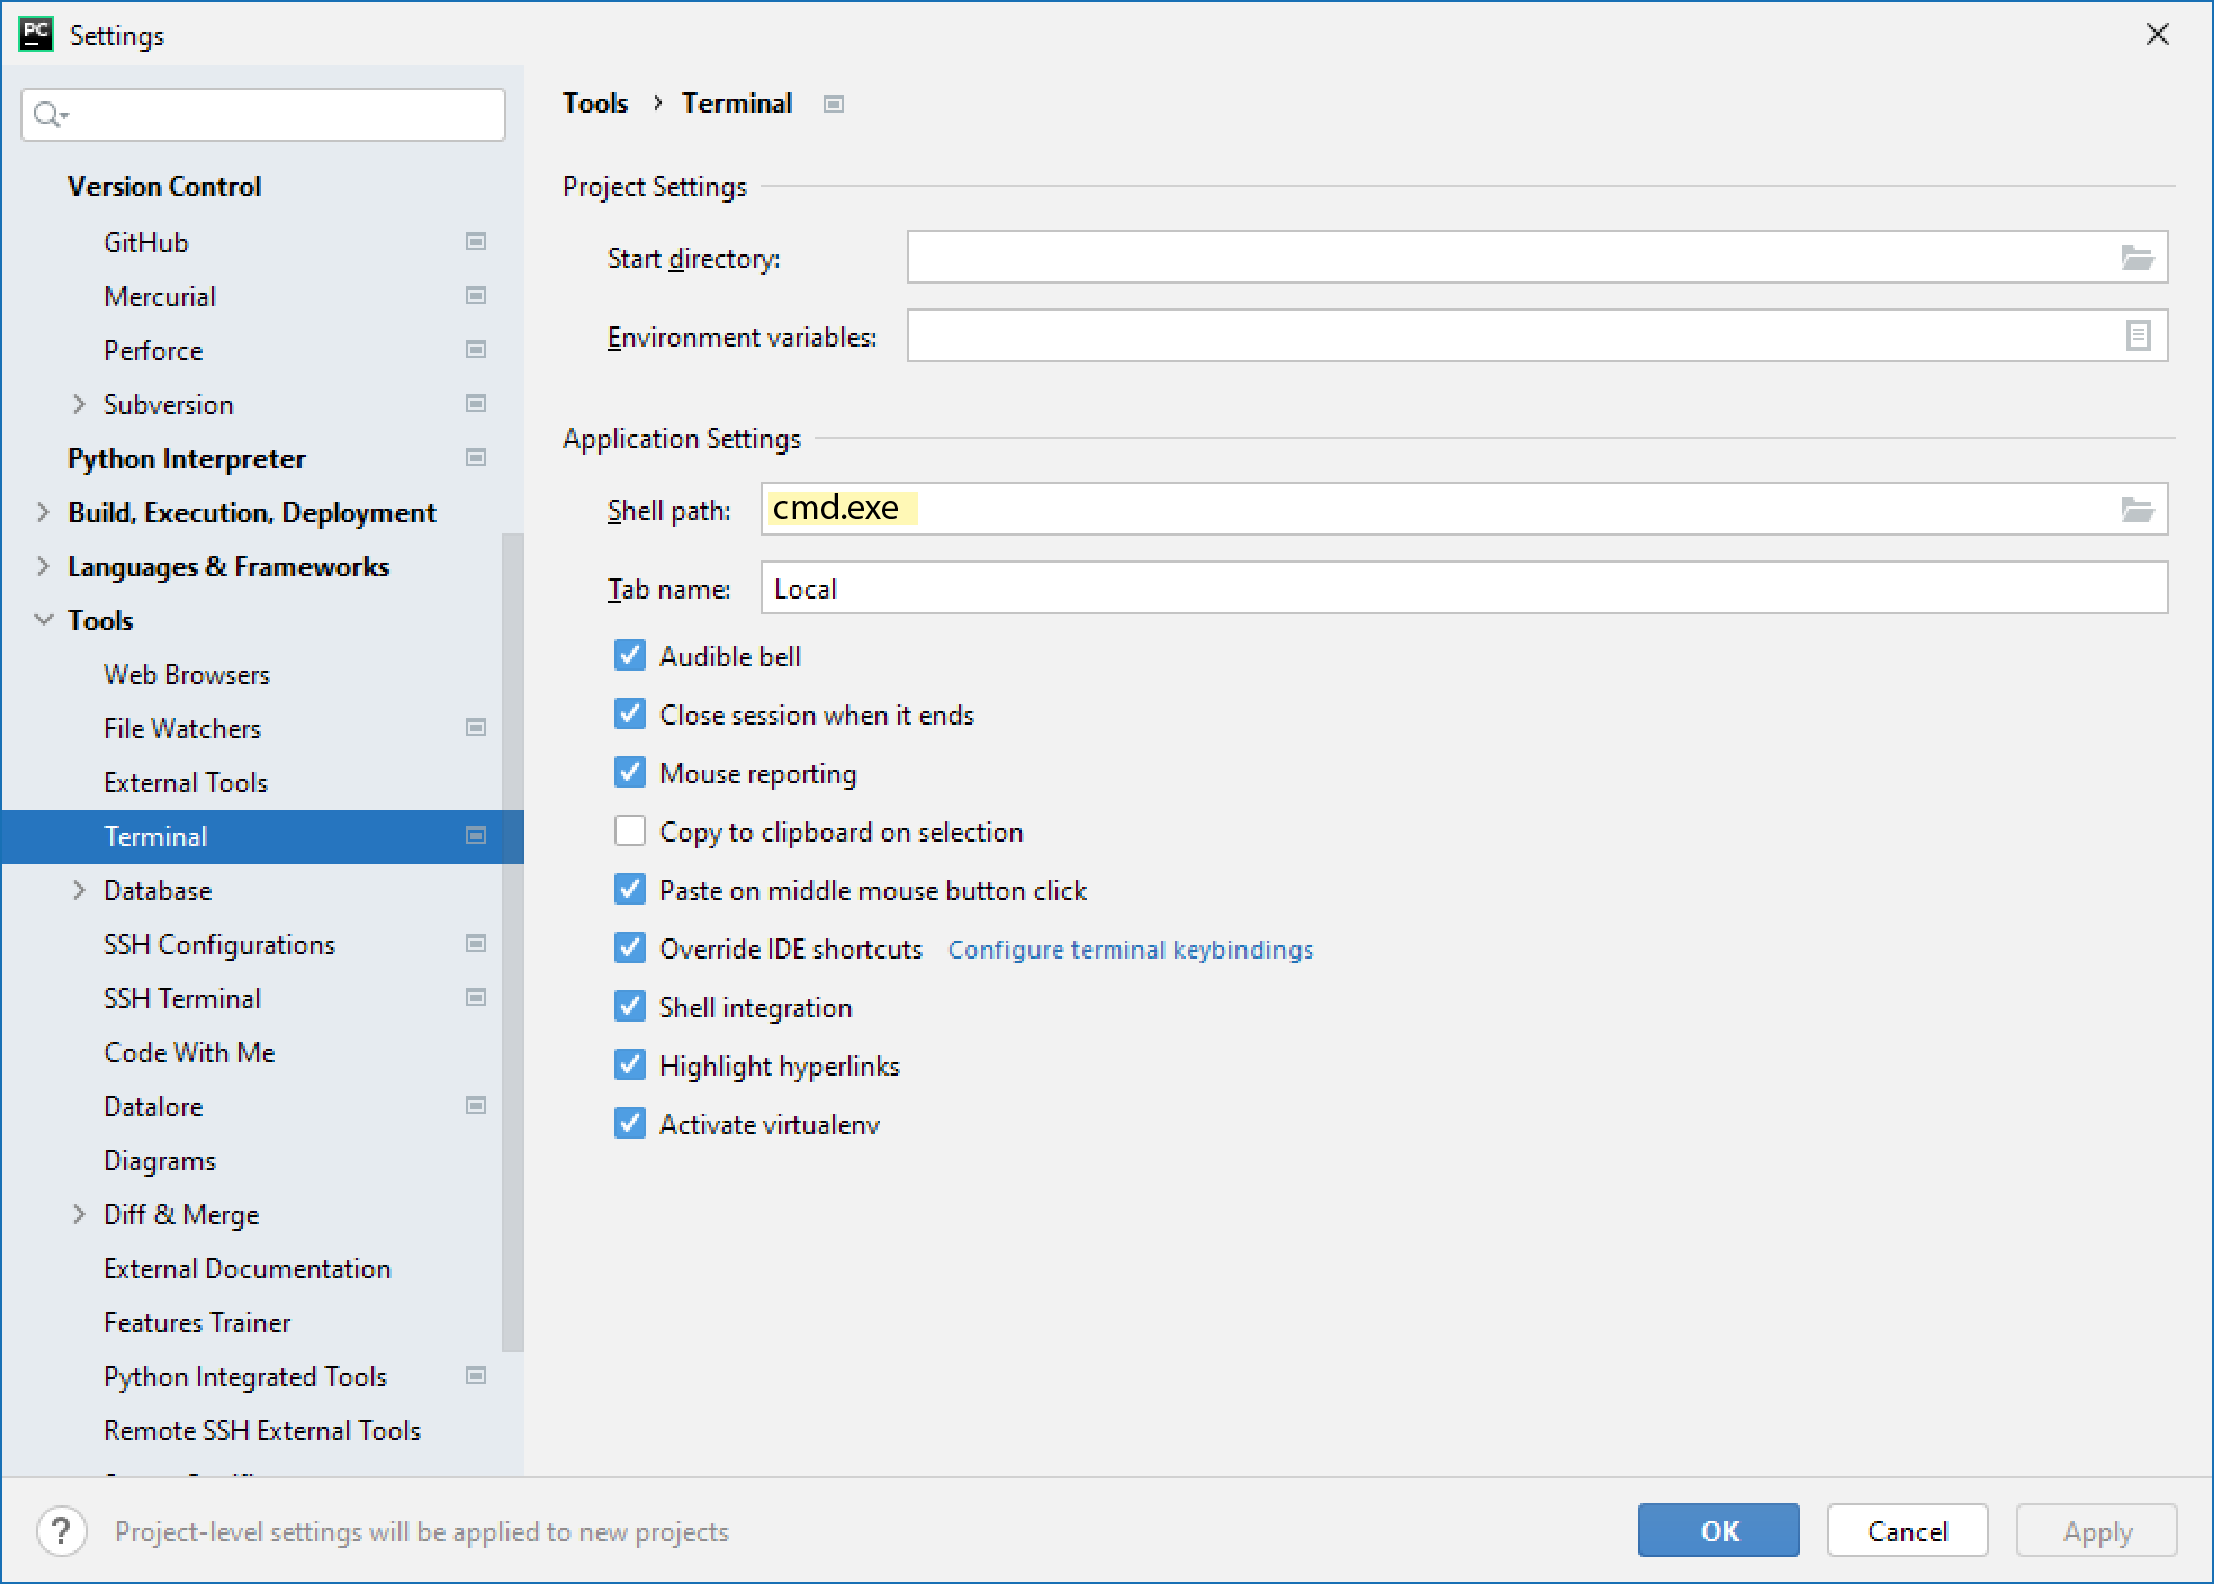 PC Settings
Version Control
GitHub
Mercurial
Perforce
Subversion
Python Interpreter
Build, Execution, Deployment
Languages & Frameworks
Tools
Web Browsers
File Watchers
External Tools
Terminal
Database
SSH Configurations
SSH Terminal
Code With Me
Datalore
Diagrams
Diff & Merge
External Documentation
Features Trainer
Python Integrated Tools
Remote SSH External Tools
Tools › Terminal
Project Settings
Start directory:
Environment variables:
Application Settings
Shell path: cmd.exe
Tab name: Local
Audible bell
Close session when it ends
Mouse reporting
Copy to clipboard on selection
Paste on middle mouse button click
Override IDE shortcuts Configure terminal keybindings
Shell integration
Highlight hyperlinks
Activate virtualenv
? Project-level settings will be applied to new projects
OK Cancel Apply